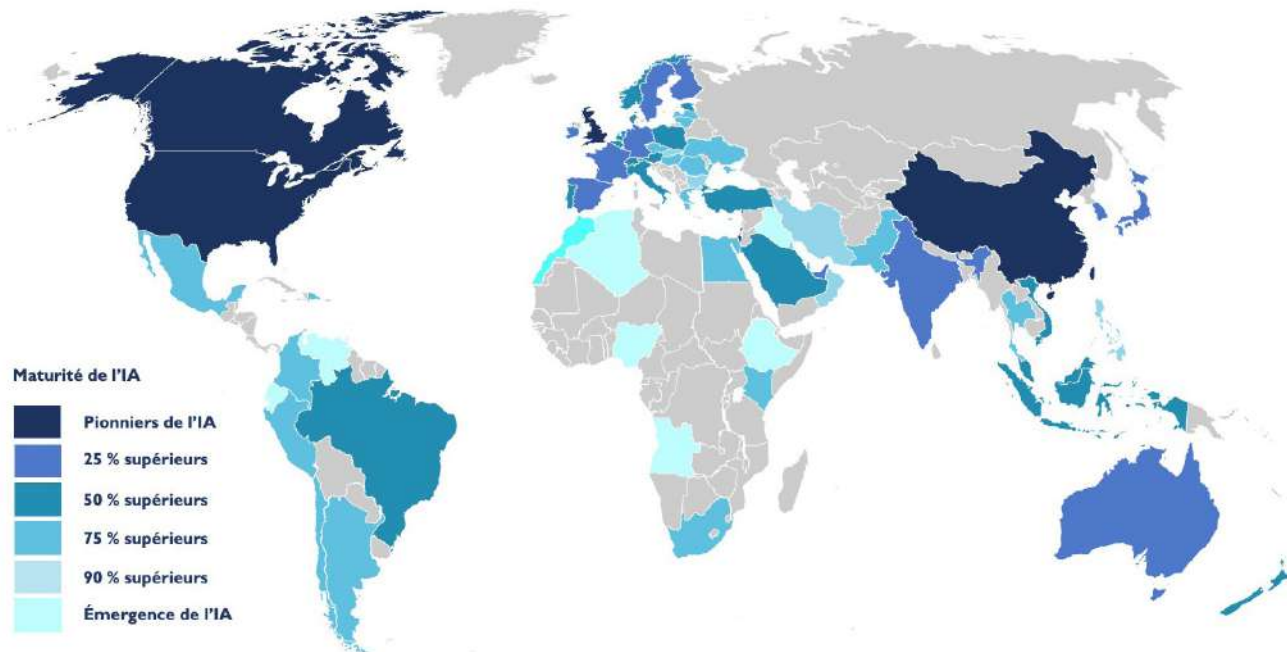 Maturité de l'IA
Pionniers de l'IA
25 % supérieurs
50 % supérieurs
75 % supérieurs
90 % supérieurs
Émergence de l'IA